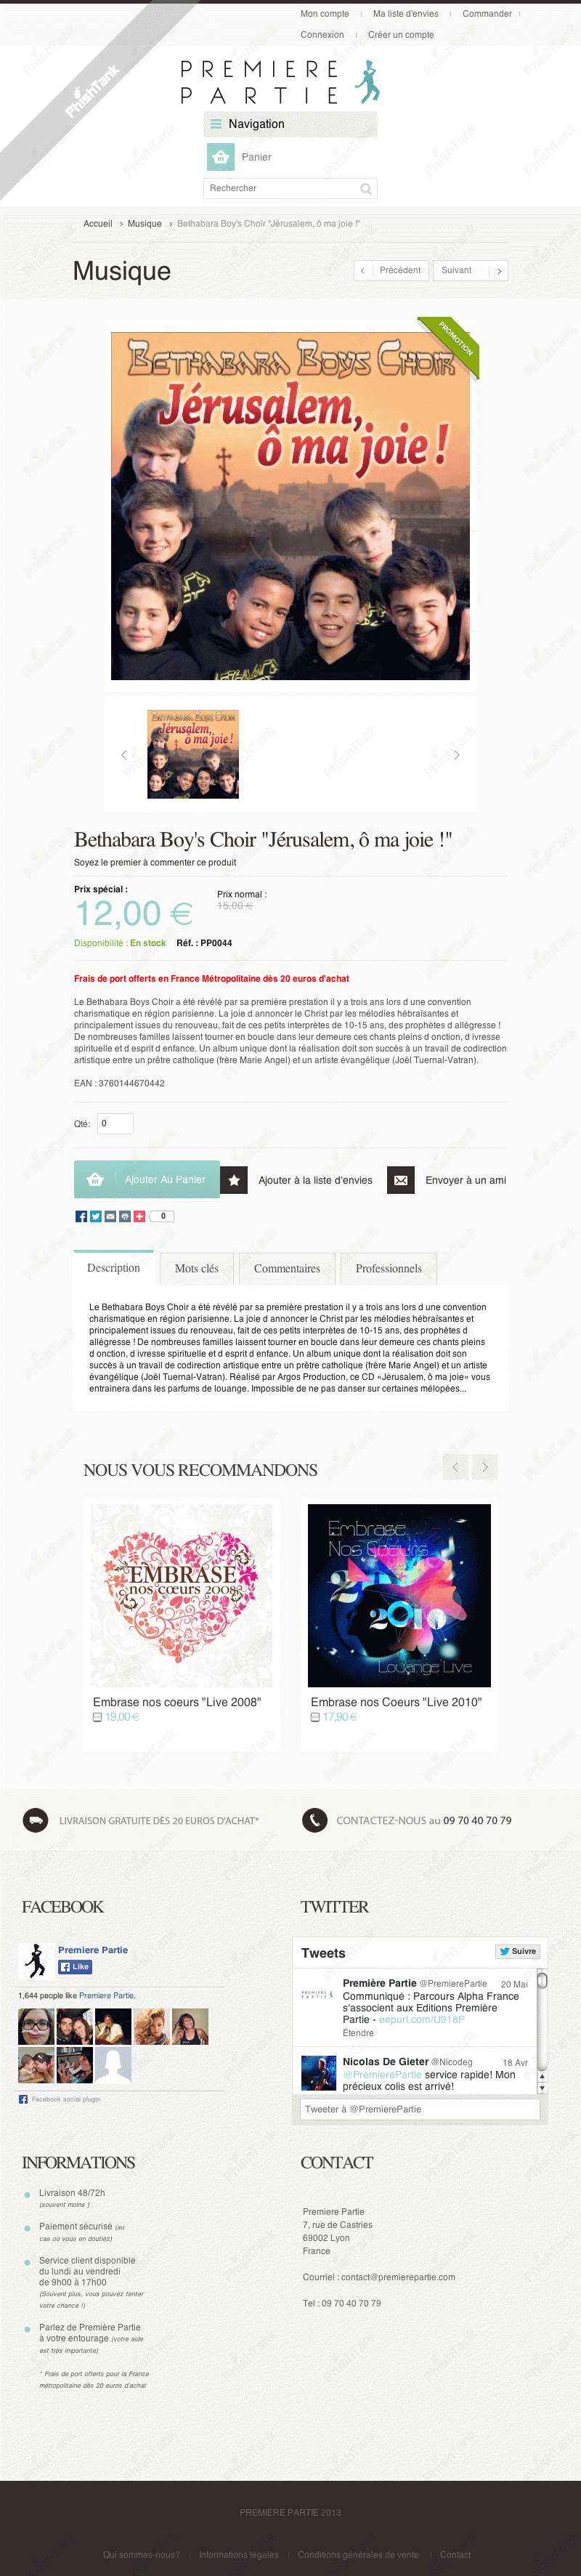 Mon compte
Ma liste d'envies
Commander
Connexion
Créer un compte
PhishTank
PREMIERE
PARTIE
Navigation
Panier
Rechercher
Accueil > Musique > Bethabara Boy's Choir "Jérusalem, ô ma joie !"
Musique
Précédent
Suivant
PROMOTION
BETHABARA BOYS CHOIR
Jérusalem,
ô ma joie !
BETHABARA BOYS CHOIR
Jérusalem,
ô ma joie !
Bethabara Boy's Choir "Jérusalem, ô ma joie !"
Soyez le premier à commenter ce produit
Prix spécial :
12,00 €
Prix normal :
15,00 €
Disponibilité : En stock Réf. : PP0044
Frais de port offerts en France Métropolitaine dès 20 euros d'achat
Le Bethabara Boys Choir a été révélé par sa première prestation il y a trois ans lors d une convention
charismatique en région parisienne. La joie d annoncer le Christ par les mélodies hébraïsantes et
principalement issues du renouveau, fait de ces petits interprètes de 10-15 ans, des prophètes d allégresse !
De nombreuses familles laissent tourner en boucle dans leur demeure ces chants pleins d onction, d ivresse
spirituelle et d esprit d enfance. Un album unique dont la réalisation doit son succès à un travail de codirection
artistique entre un prêtre catholique (frère Marie Angel) et un artiste évangélique (Joël Tuernal-Vatran).
EAN : 3760144670442
Qté: 0
Ajouter Au Panier
Ajouter à la liste d'envies
Envoyer à un ami
0
Description
Mots clés
Commentaires
Professionnels
Le Bethabara Boys Choir a été révélé par sa première prestation il y a trois ans lors d une convention
charismatique en région parisienne. La joie d annoncer le Christ par les mélodies hébraïsantes et
principalement issues du renouveau, fait de ces petits interprètes de 10-15 ans, des prophètes d
allégresse ! De nombreuses familles laissent tourner en boucle dans leur demeure ces chants pleins
d onction, d ivresse spirituelle et d esprit d enfance. Un album unique dont la réalisation doit son
succès à un travail de codirection artistique entre un prêtre catholique (frère Marie Angel) et un artiste
évangélique (Joël Tuernal-Vatran). Réalisé par Argos Production, ce CD «Jérusalem, ô ma joie» vous
entrainera dans les parfums de louange. Impossible de ne pas danser sur certaines mélopées...
NOUS VOUS RECOMMANDONS
EMBRASE
nos cœurs 2008
Embrase
Nos Coeurs
2010
Louange Live
Embrase nos coeurs "Live 2008"
19,00 €
Embrase nos Coeurs "Live 2010"
17,90 €
LIVRAISON GRATUITE DÈS 20 EUROS D'ACHAT*
CONTACTEZ-NOUS au 09 70 40 70 79
FACEBOOK
Premiere Partie
Like
1,644 people like Premiere Partie.
Facebook social plugin
TWITTER
Tweets
Suivre
Première Partie @PremierePartie 20 Mai
Communiqué : Parcours Alpha France
s'associent aux Editions Première
Partie - eepurl.com/U918P
Étendre
Nicolas De Gieter @Nicodeg 18 Avr
@PremierePartie service rapide! Mon
précieux colis est arrivé!
Tweeter à @PremierePartie
INFORMATIONS
Livraison 48/72h
(souvent moins )
Paiement sécurisé (au
cas où vous en doutiez)
Service client disponible
du lundi au vendredi
de 9h00 à 17h00
(Souvent plus, vous pouvez tenter
votre chance !)
Parlez de Première Partie
à votre entourage (votre aide
est très importante)
* Frais de port offerts pour la France
métropolitaine dès 20 euros d'achat
CONTACT
Premiere Partie
7, rue de Castries
69002 Lyon
France
Courriel : contact@premierepartie.com
Tel : 09 70 40 70 79
PREMIERE PARTIE 2013
Qui sommes-nous?
Informations legales
Conditions générales de vente
Contact